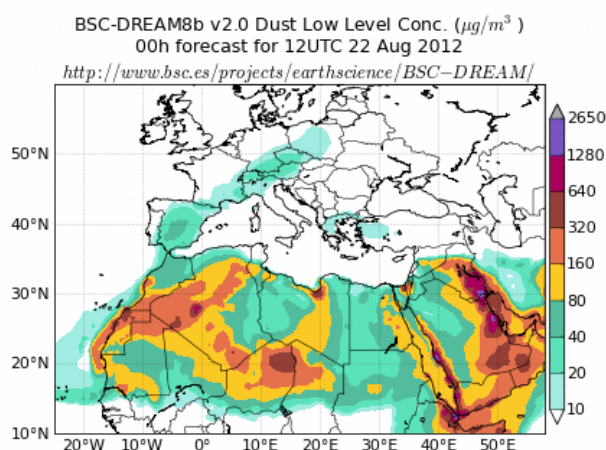 BSC-DREAM8b v2.0 Dust Low Level Conc. (μg/m³ )
00h forecast for 12UTC 22 Aug 2012
http://www.bsc.es/projects/earthscience/BSC−DREAM/
2650
1280
640
320
160
80
40
20
10
50°N
40°N
30°N
20°N
10°N
20°W 10°W 0° 10°E 20°E 30°E 40°E 50°E